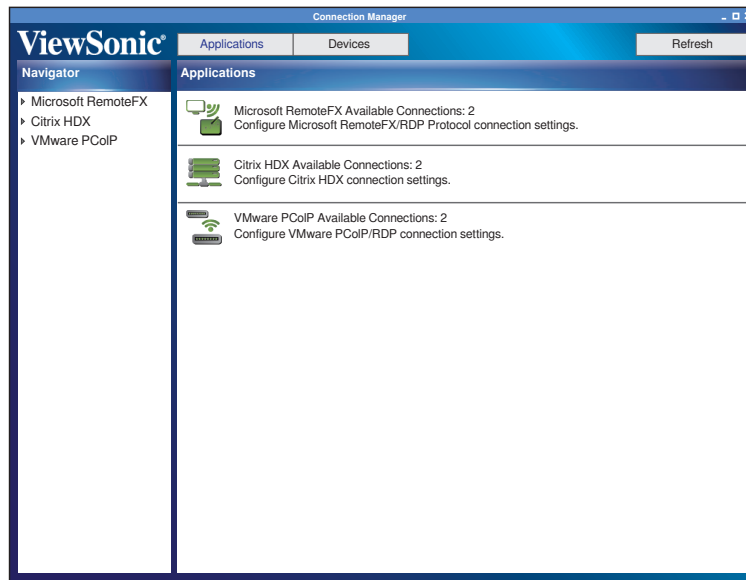 Connection Manager
ViewSonic®
Applications
Devices
Refresh
Navigator
Applications
Microsoft RemoteFX
Citrix HDX
VMware PCoIP
Microsoft RemoteFX Available Connections: 2
Configure Microsoft RemoteFX/RDP Protocol connection settings.
Citrix HDX Available Connections: 2
Configure Citrix HDX connection settings.
VMware PCoIP Available Connections: 2
Configure VMware PCoIP/RDP connection settings.